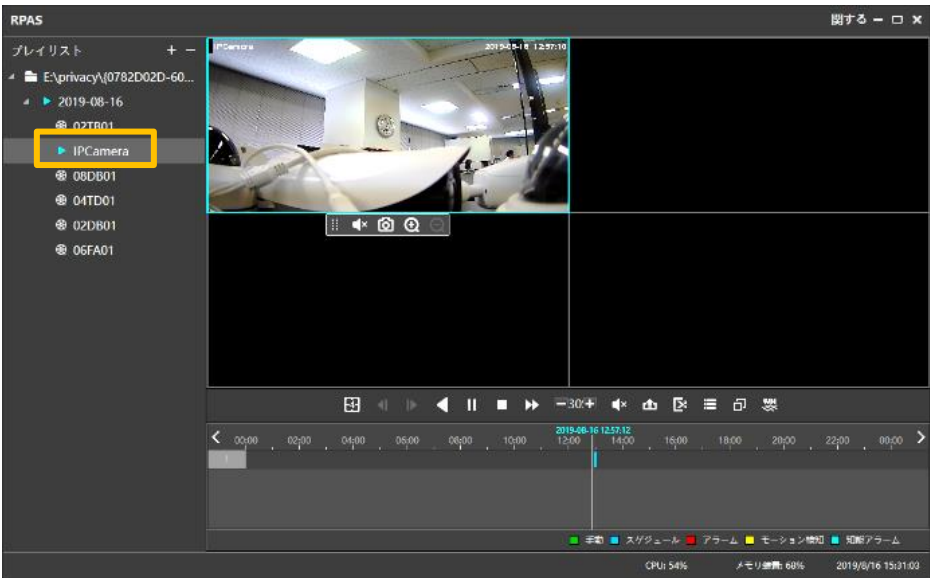 RPAS 関する
プレイリスト
E:\privacy\{0782D02D-60...
2019-08-16
02TB01
IPCamera
08DB01
04TD01
02DB01
06FA01
IPCamera 2019-08-16 12:57:10
30
2019-08-16 12:57:12
00:00 02:00 04:00 06:00 08:00 10:00 12:00 14:00 16:00 18:00 20:00 22:00 00:00
1
手動 スケジュール アラーム モーション検知 知能アラーム
CPU: 54% メモリ 68% 2019/8/16 15:31:03